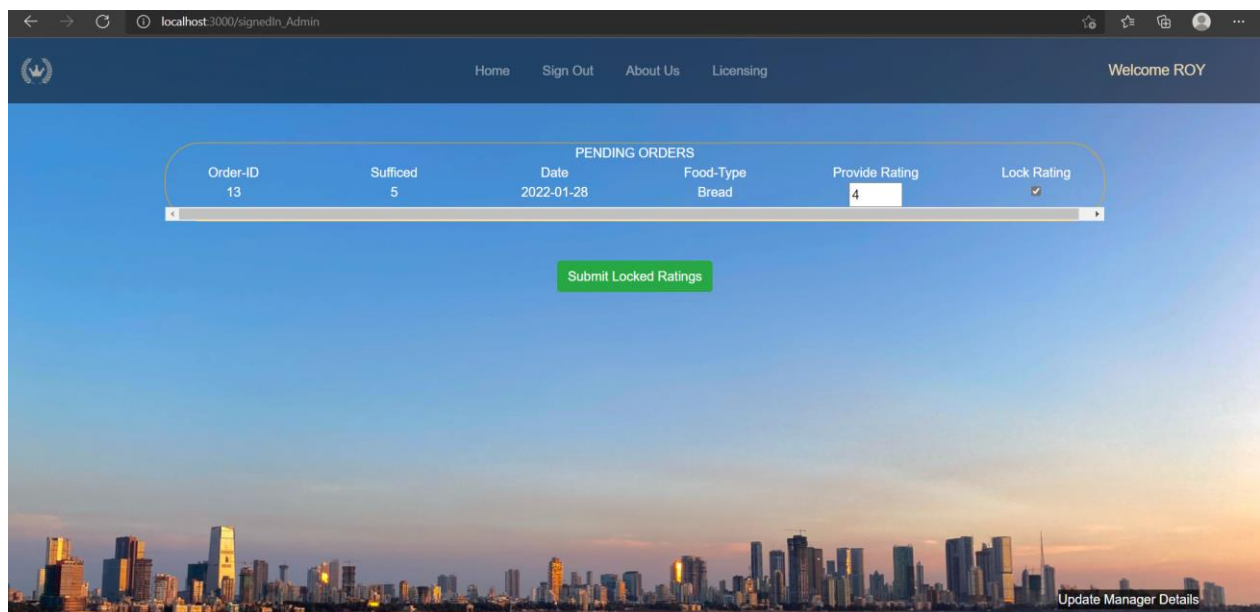 localhost:3000/signedIn_Admin
Home Sign Out About Us Licensing Welcome ROY
PENDING ORDERS
Order-ID Sufficed Date Food-Type Provide Rating Lock Rating
13 5 2022-01-28 Bread 4
Submit Locked Ratings
Update Manager Details